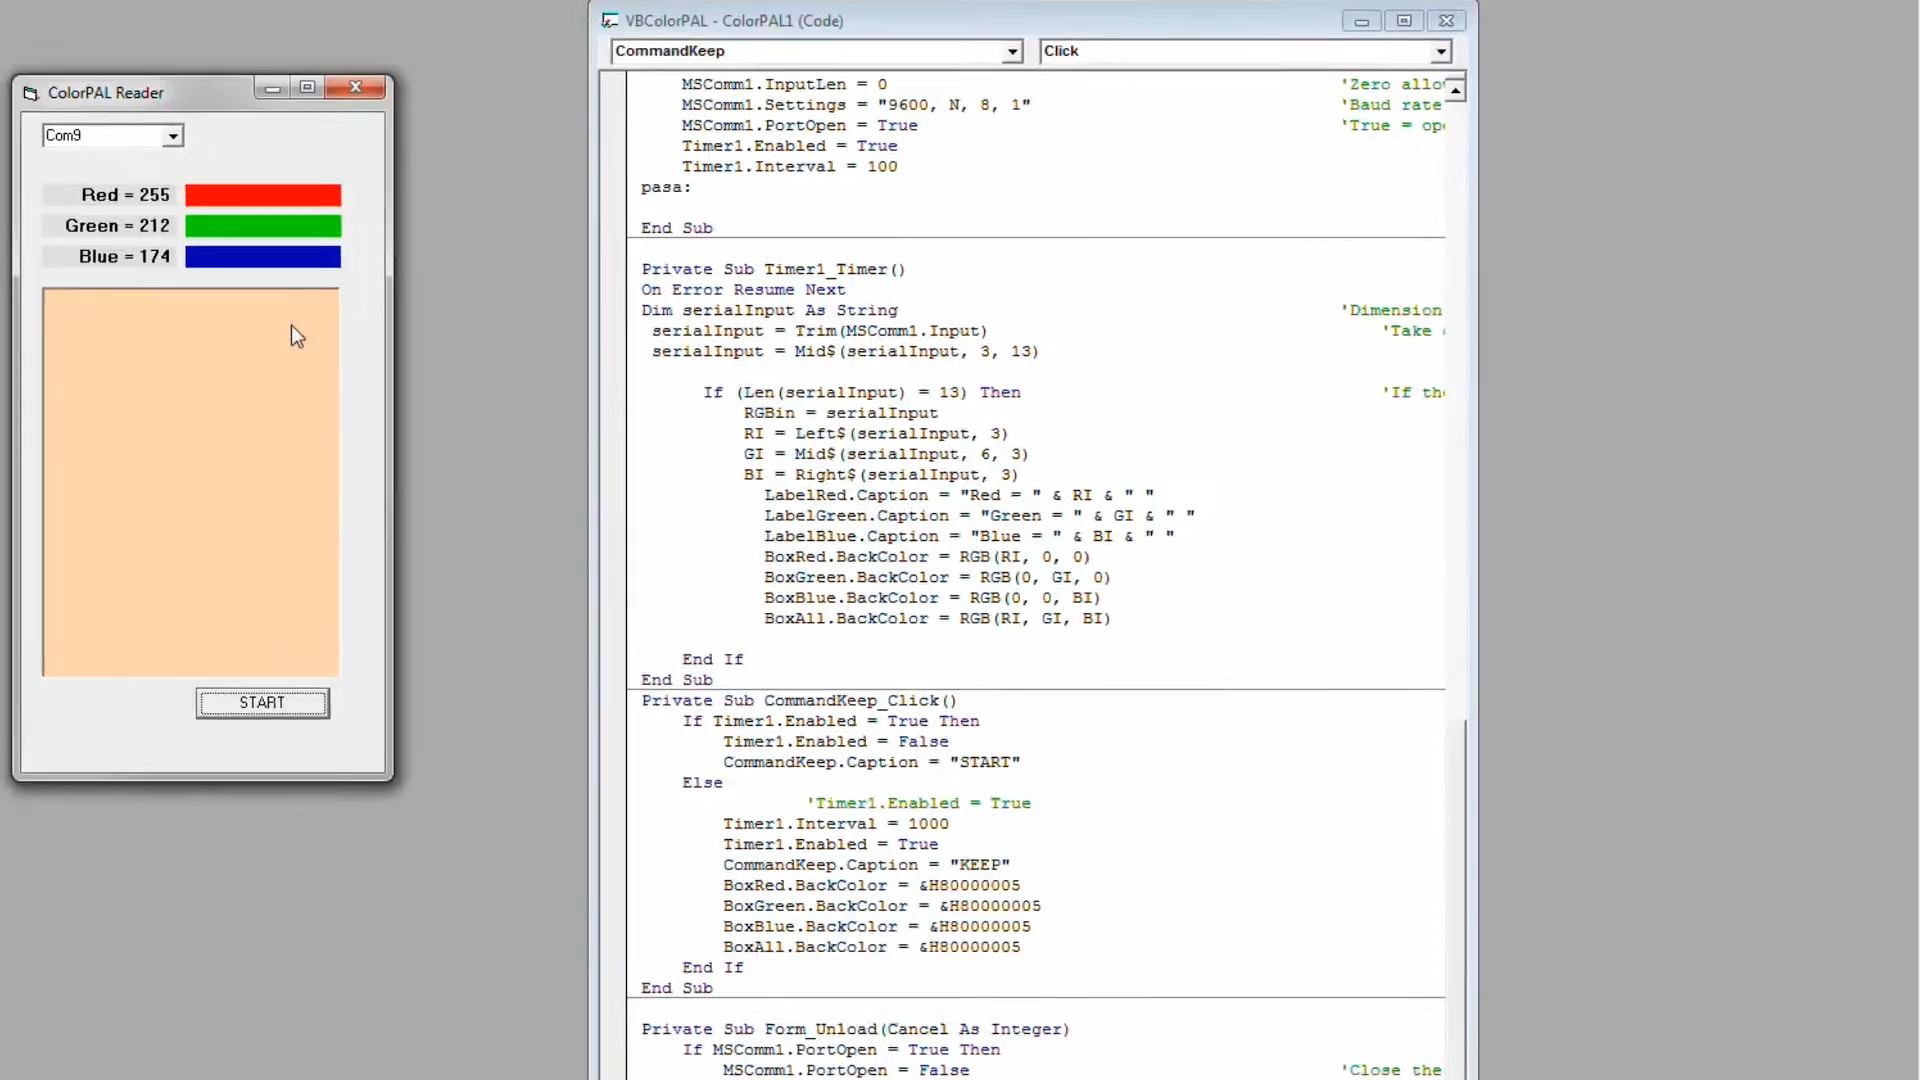 ColorPAL Reader
Com9
Red = 255
Green = 212
Blue = 174
START
VBColorPAL - ColorPAL1 (Code)
CommandKeep
Click
MSComm1.InputLen = 0 'Zero allo
MSComm1.Settings = "9600, N, 8, 1" 'Baud rate
MSComm1.PortOpen = True 'True = ope
Timer1.Enabled = True
Timer1.Interval = 100
pasa:
End Sub
Private Sub Timer1_Timer()
On Error Resume Next
Dim serialInput As String 'Dimension
serialInput = Trim(MSComm1.Input) 'Take
serialInput = Mid$(serialInput, 3, 13)
If (Len(serialInput) = 13) Then 'If the
RGBin = serialInput
RI = Left$(serialInput, 3)
GI = Mid$(serialInput, 6, 3)
BI = Right$(serialInput, 3)
LabelRed.Caption = "Red = " & RI & " "
LabelGreen.Caption = "Green = " & GI & " "
LabelBlue.Caption = "Blue = " & BI & " "
BoxRed.BackColor = RGB(RI, 0, 0)
BoxGreen.BackColor = RGB(0, GI, 0)
BoxBlue.BackColor = RGB(0, 0, BI)
BoxAll.BackColor = RGB(RI, GI, BI)
End If
End Sub
Private Sub CommandKeep_Click()
If Timer1.Enabled = True Then
Timer1.Enabled = False
CommandKeep.Caption = "START"
Else
'Timer1.Enabled = True
Timer1.Interval = 1000
Timer1.Enabled = True
CommandKeep.Caption = "KEEP"
BoxRed.BackColor = &H80000005
BoxGreen.BackColor = &H80000005
BoxBlue.BackColor = &H80000005
BoxAll.BackColor = &H80000005
End If
End Sub
Private Sub Form_Unload(Cancel As Integer)
If MSComm1.PortOpen = True Then
MSComm1.PortOpen = False 'Close the